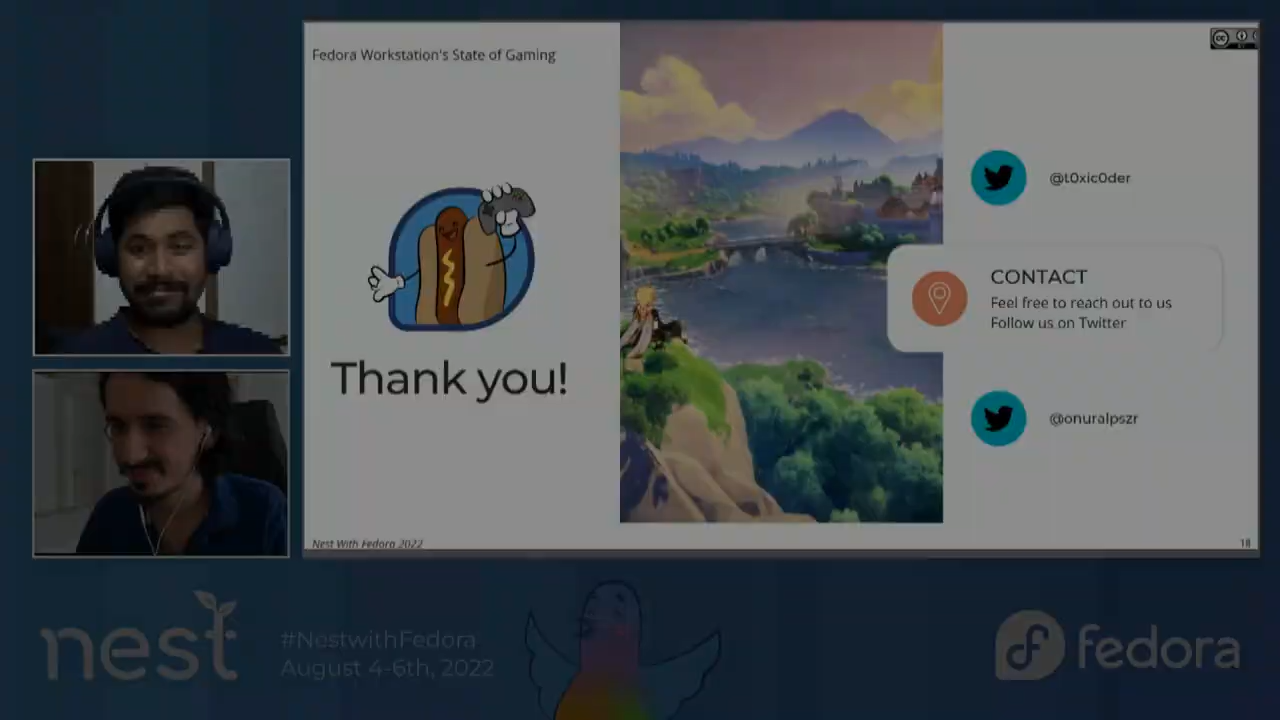 Fedora Workstation's State of Gaming
Thank you!
@t0xic0der
CONTACT
Feel free to reach out to us
Follow us on Twitter
@onuralpszr
Nest With Fedora 2022
18
nest
#NestwithFedora
August 4-6th, 2022
fedora